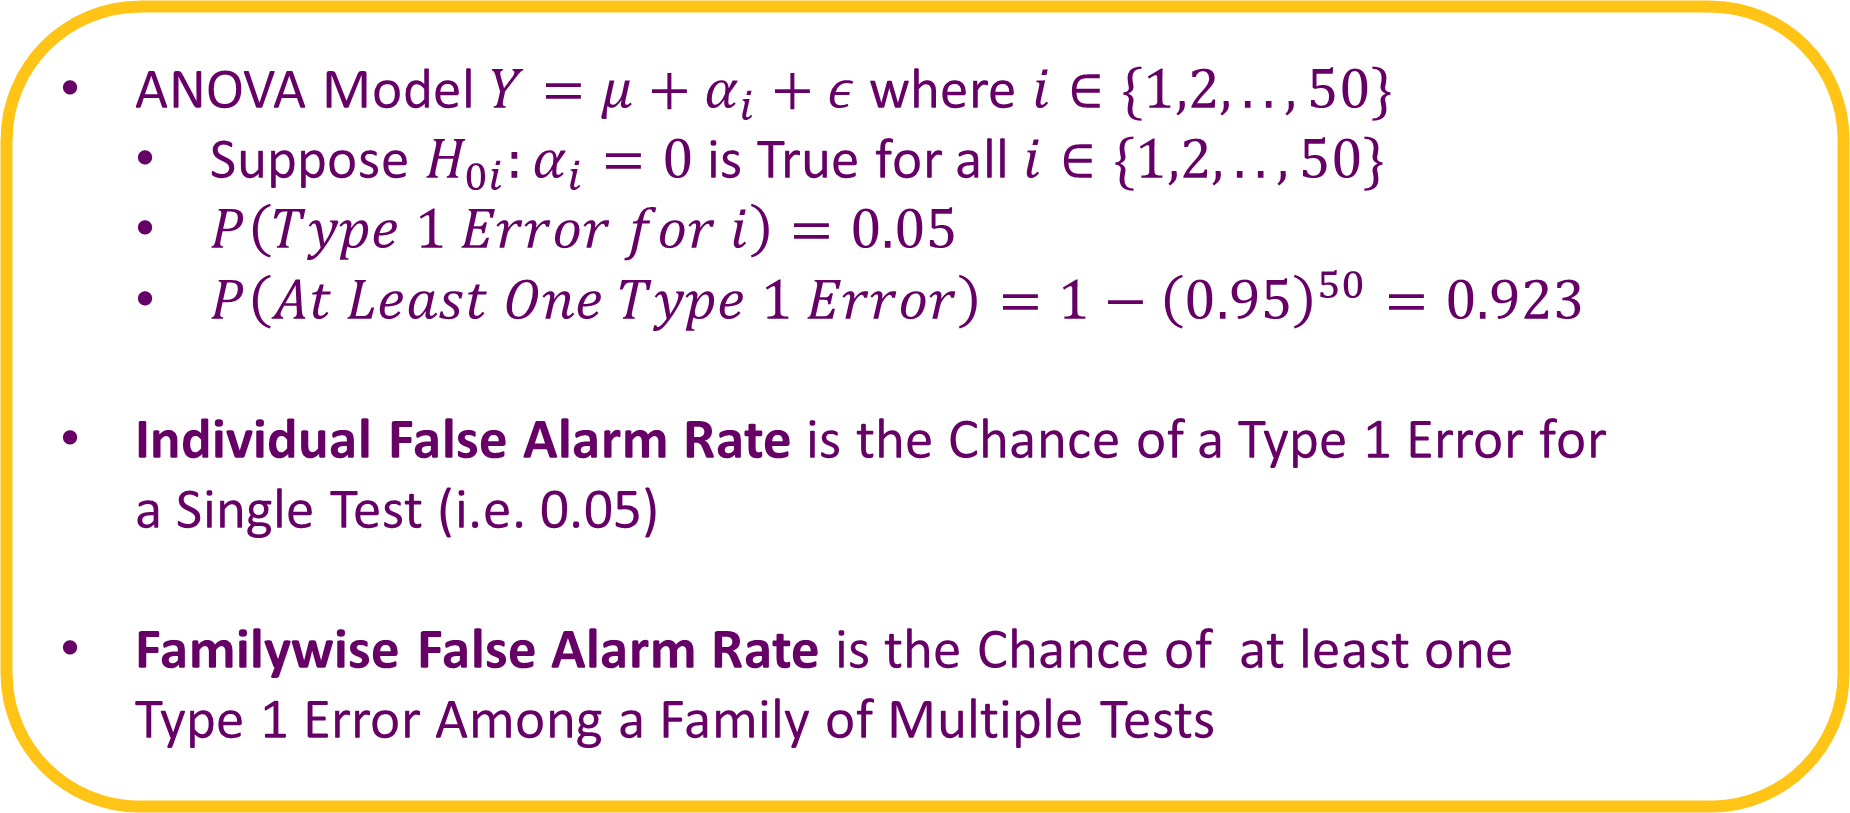 • ANOVA Model Y = μ + αᵢ + ϵ where i ∈ {1,2,..,50}
• Suppose H₀ᵢ: αᵢ = 0 is True for all i ∈ {1,2,..,50}
• P(Type 1 Error for i) = 0.05
• P(At Least One Type 1 Error) = 1 − (0.95)⁵⁰ = 0.923
• Individual False Alarm Rate is the Chance of a Type 1 Error for
a Single Test (i.e. 0.05)
• Familywise False Alarm Rate is the Chance of at least one
Type 1 Error Among a Family of Multiple Tests